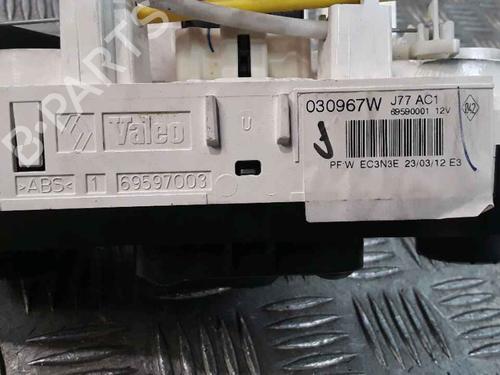 B-PARTS
030967W
J77 AC1
69590001 12V
PF:W EC3N3E 23/03/12 E3
Valeo
U
>ABS<
1
69597003